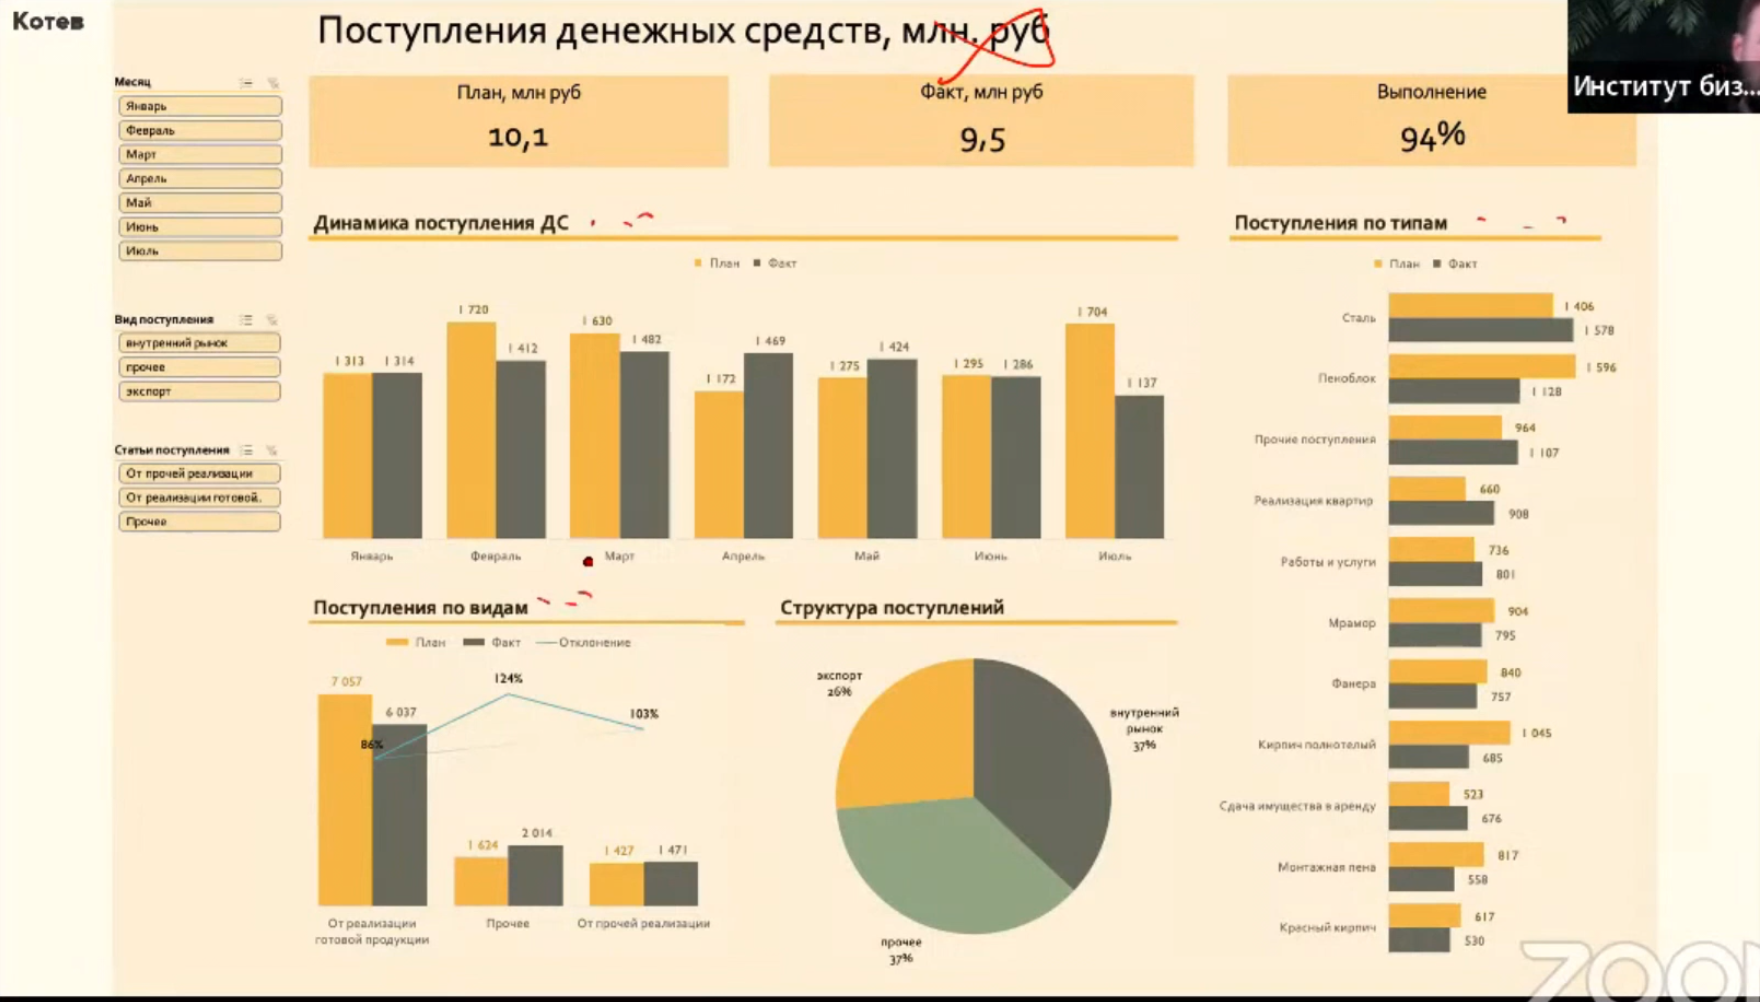 Котев
Поступления денежных средств, млн. руб
Институт биз...
План, млн руб
10,1
Факт, млн руб
9,5
Выполнение
94%
Месяц
Январь
Февраль
Март
Апрель
Май
Июнь
Июль
Вид поступления
внутренний рынок
прочее
экспорт
Статьи поступления
От прочей реализации
От реализации готовой.
Прочее
Динамика поступления ДС
План Факт
1 313 1 314
1 720 1 412
1 630 1 482
1 172 1 469
1 275 1 424
1 295 1 286
1 704 1 137
Январь Февраль Март Апрель Май Июнь Июль
Поступления по видам
План Факт Отклонение
7 057 6 037
86%
124%
103%
1 624 2 014
1 427 1 471
От реализации
готовой продукции
Прочее
От прочей реализации
Структура поступлений
экспорт
26%
внутренний
рынок
37%
прочее
37%
Поступления по типам
План Факт
Сталь 1 406
1 578
Пеноблок 1 596
1 128
Прочие поступления 964
1 107
Реализация квартир 660
908
Работы и услуги 736
801
Мрамор 904
795
Фанера 840
757
Кирпич полнотелый 1 045
685
Сдача имущества в аренду 523
676
Монтажная пена 817
558
Красный кирпич 617
530
ZOO